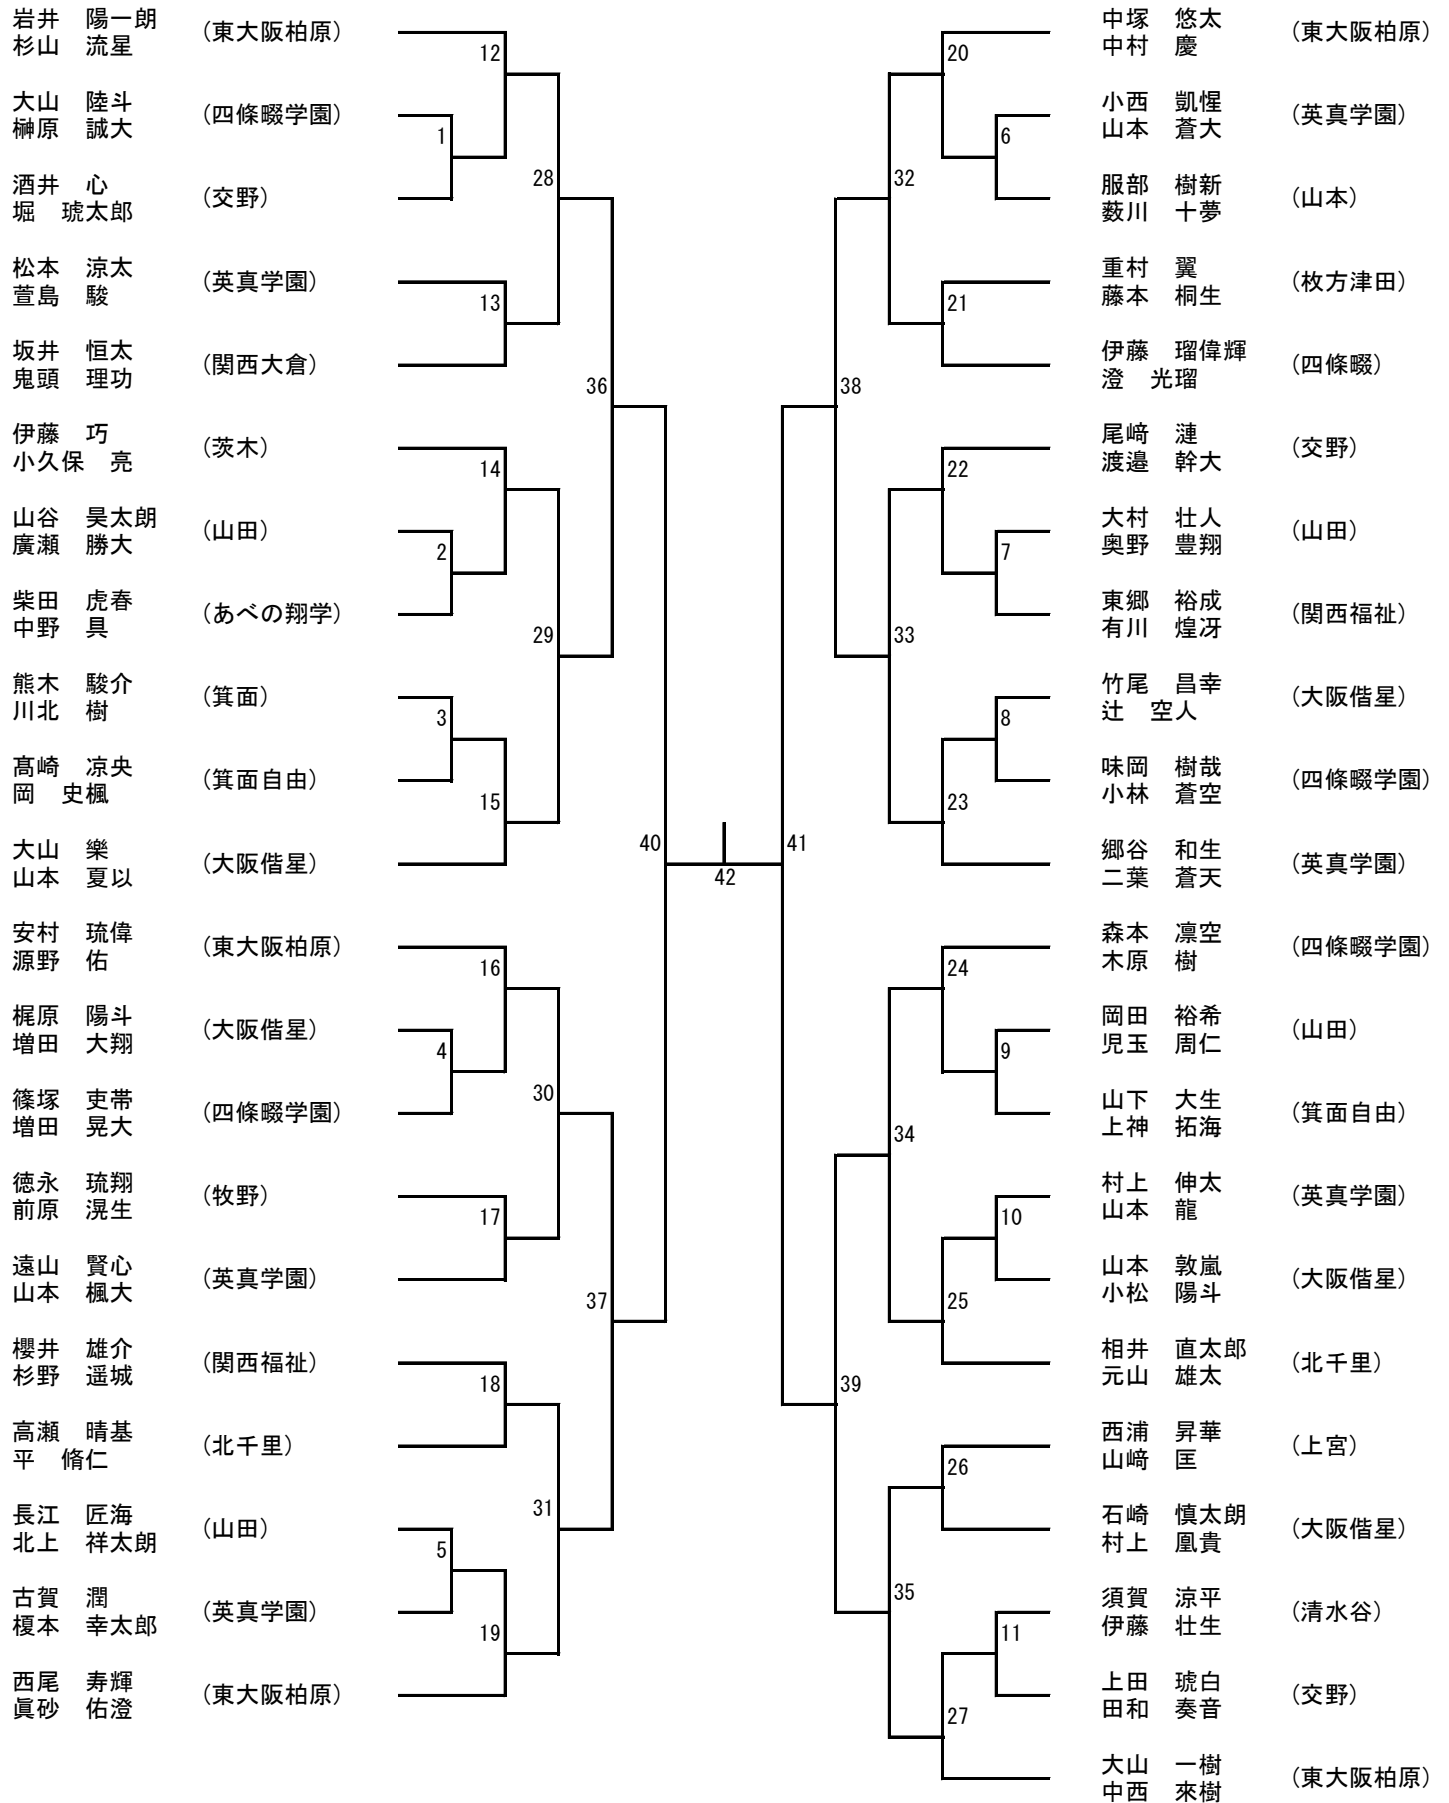 岩井　陽一朗
杉山　流星
(東大阪柏原)
大山　陸斗
榊原　誠大
(四條畷学園)
酒井　心
堀　琥太郎
(交野)
松本　涼太
萱島　駿
(英真学園)
坂井　恒太
鬼頭　理功
(関西大倉)
伊藤　巧
小久保　亮
(茨木)
山谷　昊太朗
廣瀬　勝大
(山田)
柴田　虎春
中野　具
(あべの翔学)
熊木　駿介
川北　樹
(箕面)
髙崎　凉央
岡　史楓
(箕面自由)
大山　樂
山本　夏以
(大阪偕星)
安村　琉偉
源野　佑
(東大阪柏原)
梶原　陽斗
増田　大翔
(大阪偕星)
篠塚　吏帯
増田　晃大
(四條畷学園)
徳永　琉翔
前原　滉生
(牧野)
遠山　賢心
山本　楓大
(英真学園)
櫻井　雄介
杉野　遥城
(関西福祉)
高瀬　晴基
平　脩仁
(北千里)
長江　匠海
北上　祥太朗
(山田)
古賀　潤
榎本　幸太郎
(英真学園)
西尾　寿輝
眞砂　佑澄
(東大阪柏原)
12
1
28
13
36
14
2
29
3
15
40
16
4
30
17
37
18
31
5
19
42
41
20
6
32
21
38
22
7
33
8
23
24
9
34
10
25
39
26
35
11
27
中塚　悠太
中村　慶
(東大阪柏原)
小西　凱惺
山本　蒼大
(英真学園)
服部　樹新
薮川　十夢
(山本)
重村　翼
藤本　桐生
(枚方津田)
伊藤　瑠偉輝
澄　光瑠
(四條畷)
尾﨑　漣
渡邉　幹大
(交野)
大村　壮人
奥野　豊翔
(山田)
東郷　裕成
有川　煌冴
(関西福祉)
竹尾　昌幸
辻　空人
(大阪偕星)
味岡　樹哉
小林　蒼空
(四條畷学園)
郷谷　和生
二葉　蒼天
(英真学園)
森本　凛空
木原　樹
(四條畷学園)
岡田　裕希
児玉　周仁
(山田)
山下　大生
上神　拓海
(箕面自由)
村上　伸太
山本　龍
(英真学園)
山本　敦嵐
小松　陽斗
(大阪偕星)
相井　直太郎
元山　雄太
(北千里)
西浦　昇華
山﨑　匡
(上宮)
石崎　慎太朗
村上　凰貴
(大阪偕星)
須賀　涼平
伊藤　壮生
(清水谷)
上田　琥白
田和　奏音
(交野)
大山　一樹
中西　來樹
(東大阪柏原)